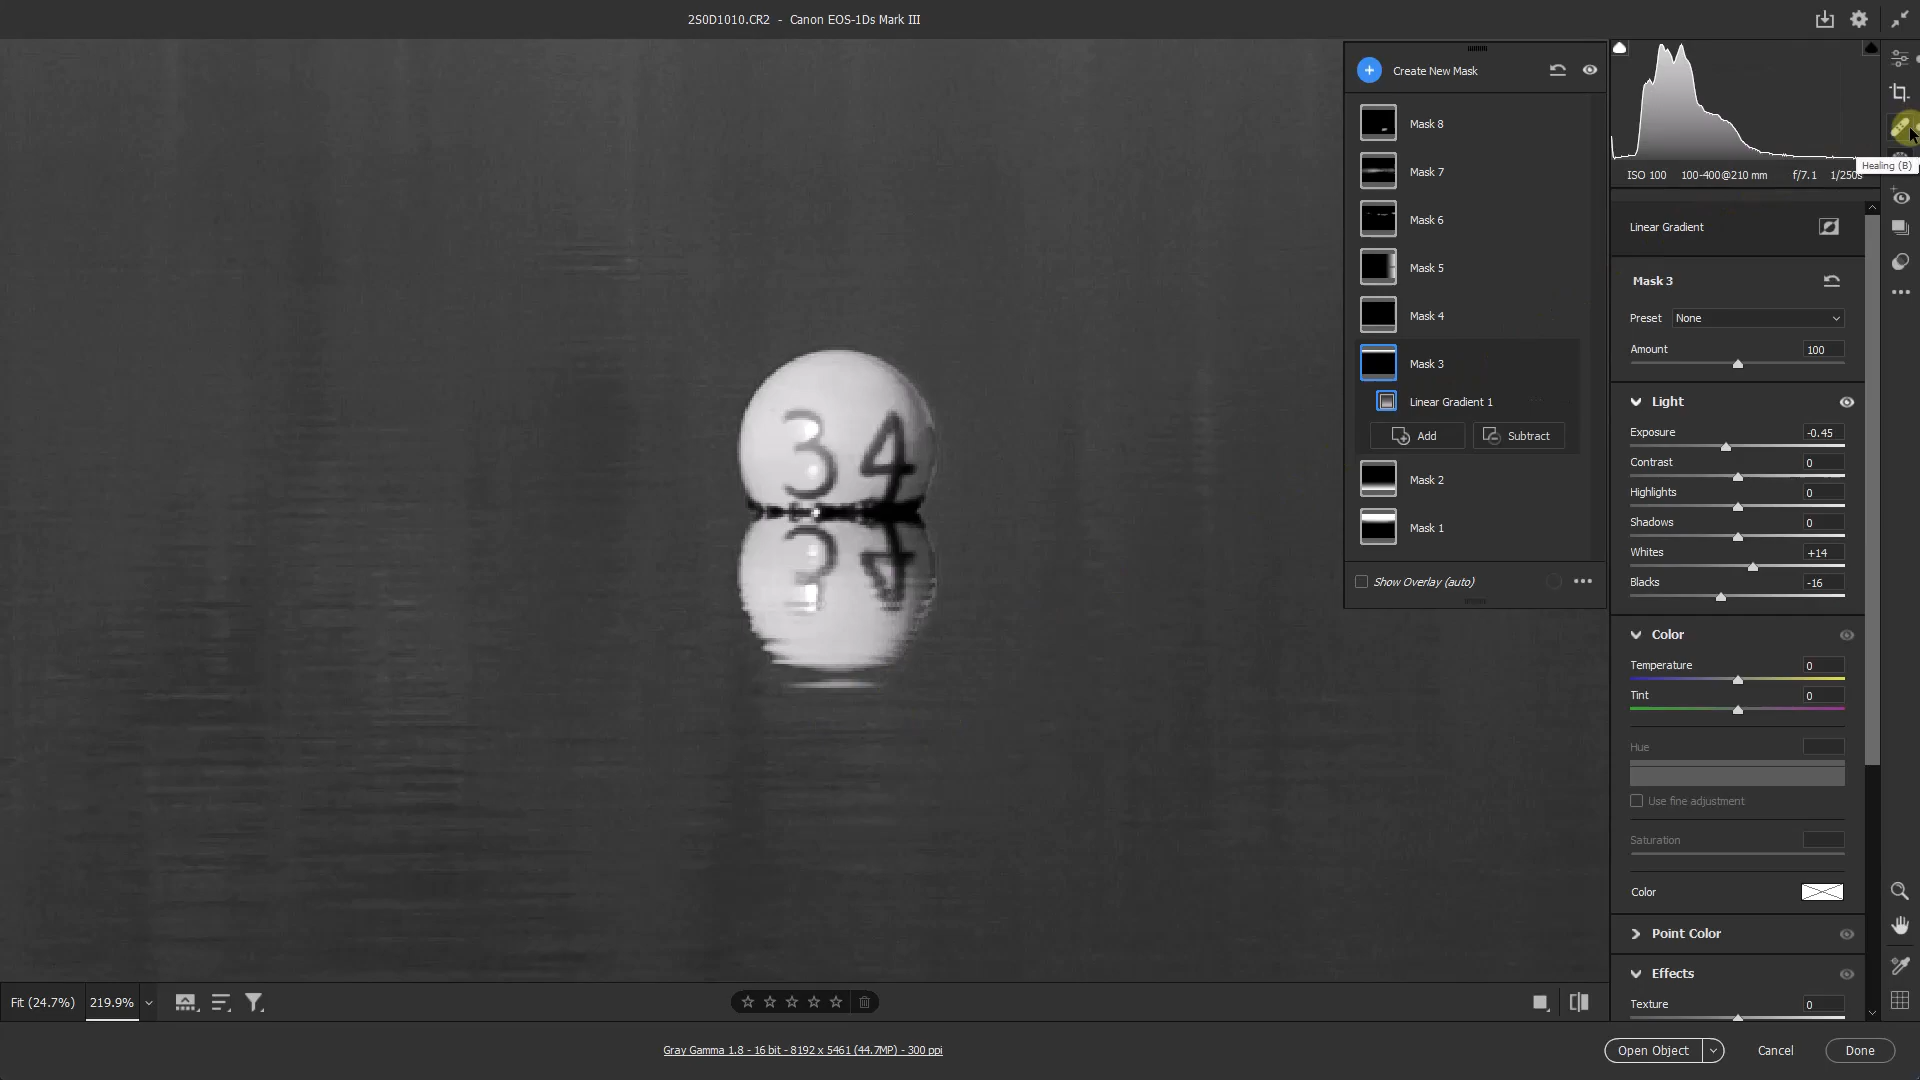 2S0D1010.CR2 - Canon EOS-1Ds Mark III
Create New Mask
Mask 8
Mask 7
Mask 6
Mask 5
Mask 4
Mask 3
Linear Gradient 1
Add
Subtract
Mask 2
Mask 1
Show Overlay (auto)
Healing (B)
ISO 100 100-400@210 mm f/7.1 1/250s
Linear Gradient
Mask 3
Preset None
Amount 100
Light
Exposure -0.45
Contrast 0
Highlights 0
Shadows 0
Whites +14
Blacks -16
Color
Temperature 0
Tint 0
Hue
Use fine adjustment
Saturation
Color
Point Color
Effects
Texture 0
34
Fit (24.7%) 219.9%
Gray Gamma 1.8 - 16 bit - 8192 x 5461 (44.7MP) - 300 ppi
Open Object
Cancel
Done